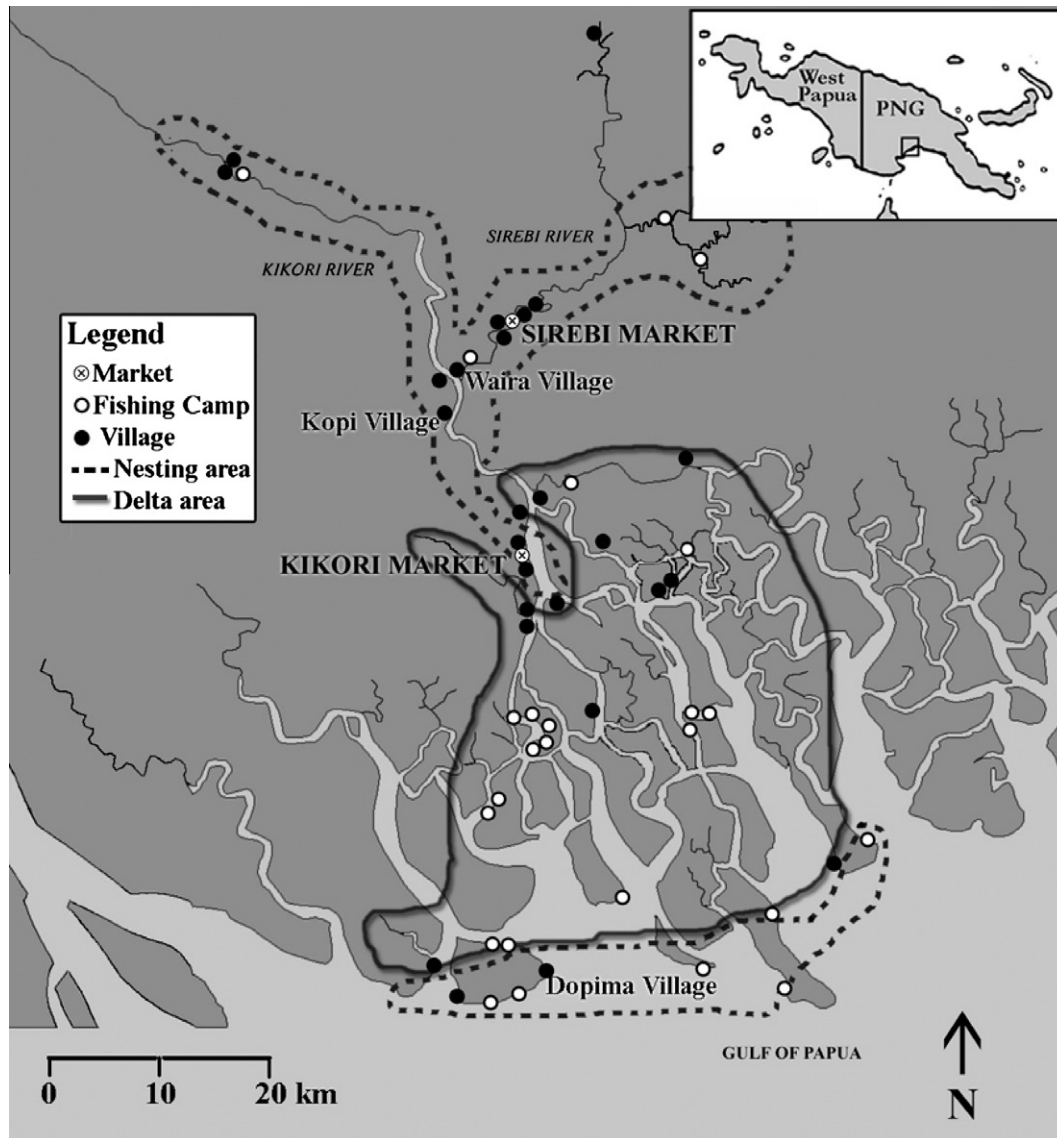 West
Papua
PNG
SIREBI RIVER
KIKORI RIVER
SIREBI MARKET
Waira Village
Kopi Village
Legend
Market
Fishing Camp
Village
Nesting area
Delta area
KIKORI MARKET
Dopima Village
GULF OF PAPUA
0 10 20 km
N